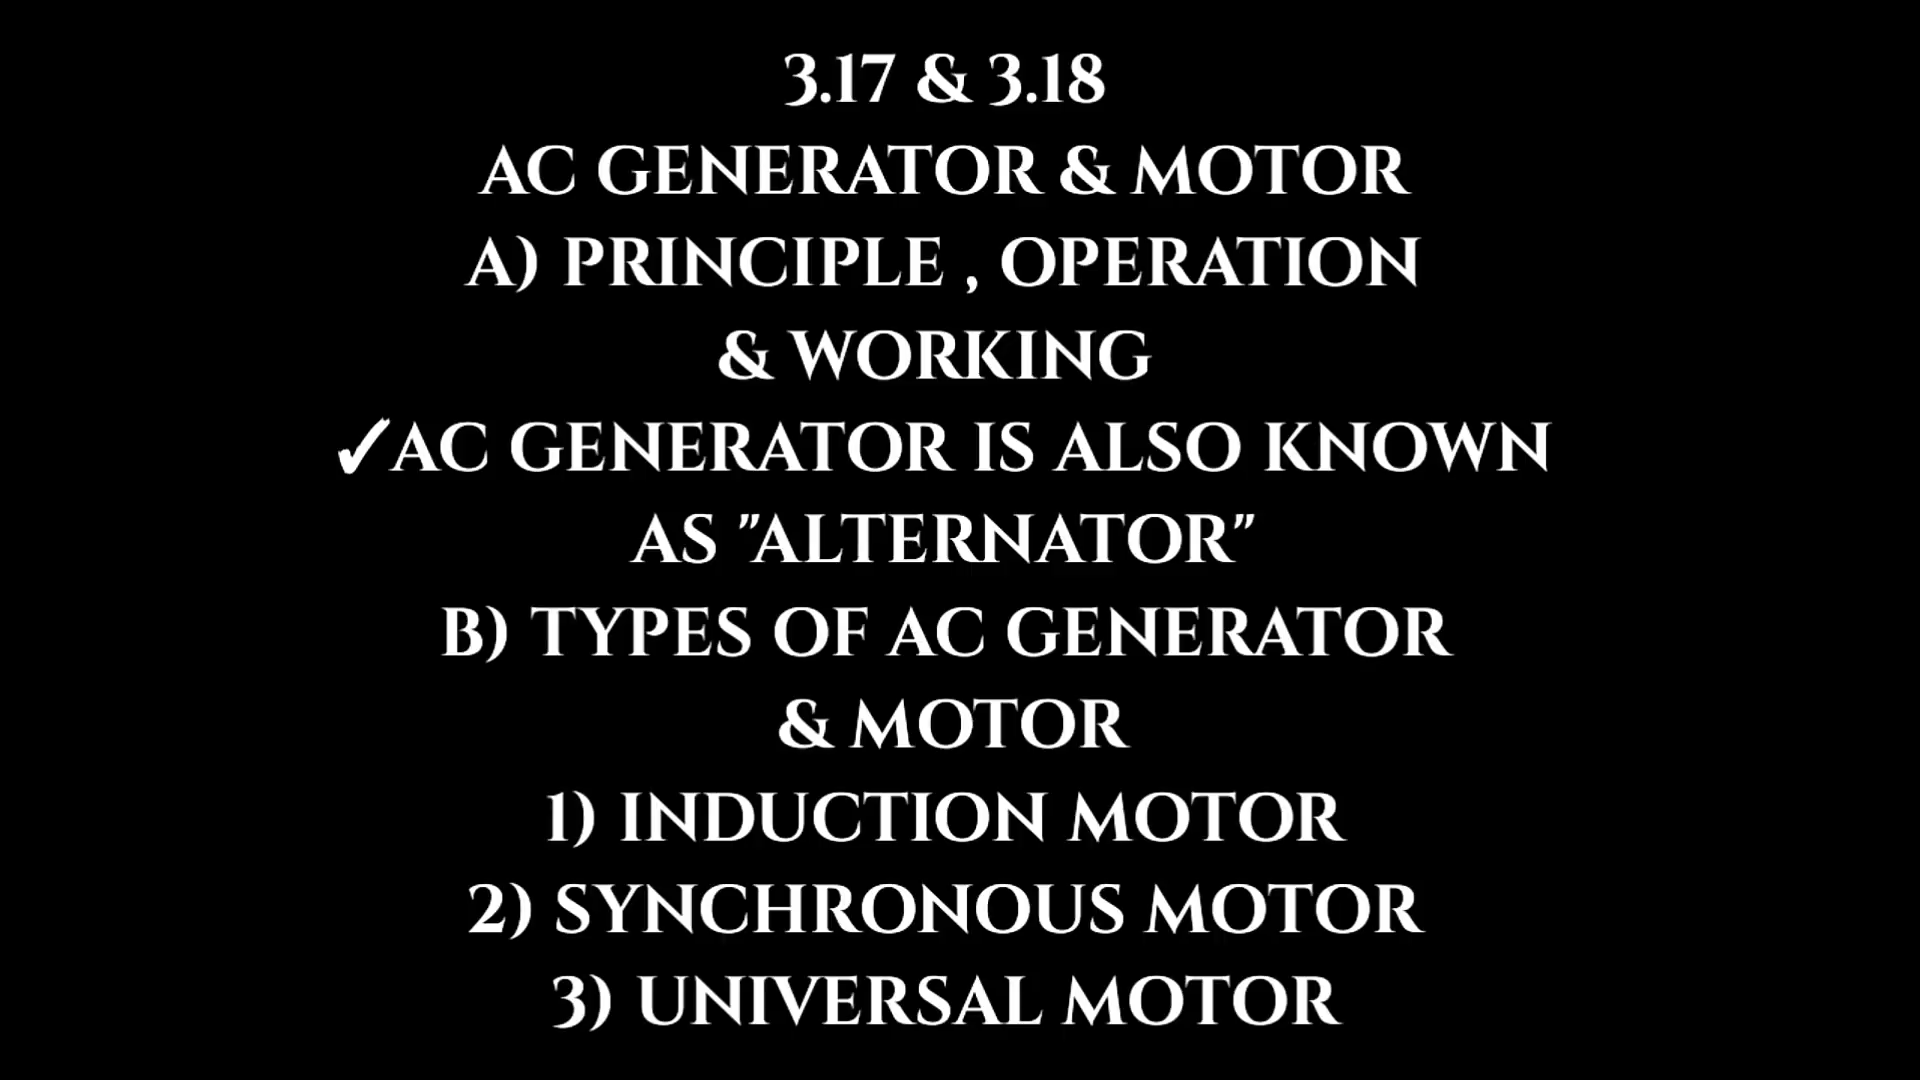 3.17 & 3.18
AC GENERATOR & MOTOR
A) PRINCIPLE , OPERATION
& WORKING
✓AC GENERATOR IS ALSO KNOWN
AS "ALTERNATOR"
B) TYPES OF AC GENERATOR
& MOTOR
1) INDUCTION MOTOR
2) SYNCHRONOUS MOTOR
3) UNIVERSAL MOTOR